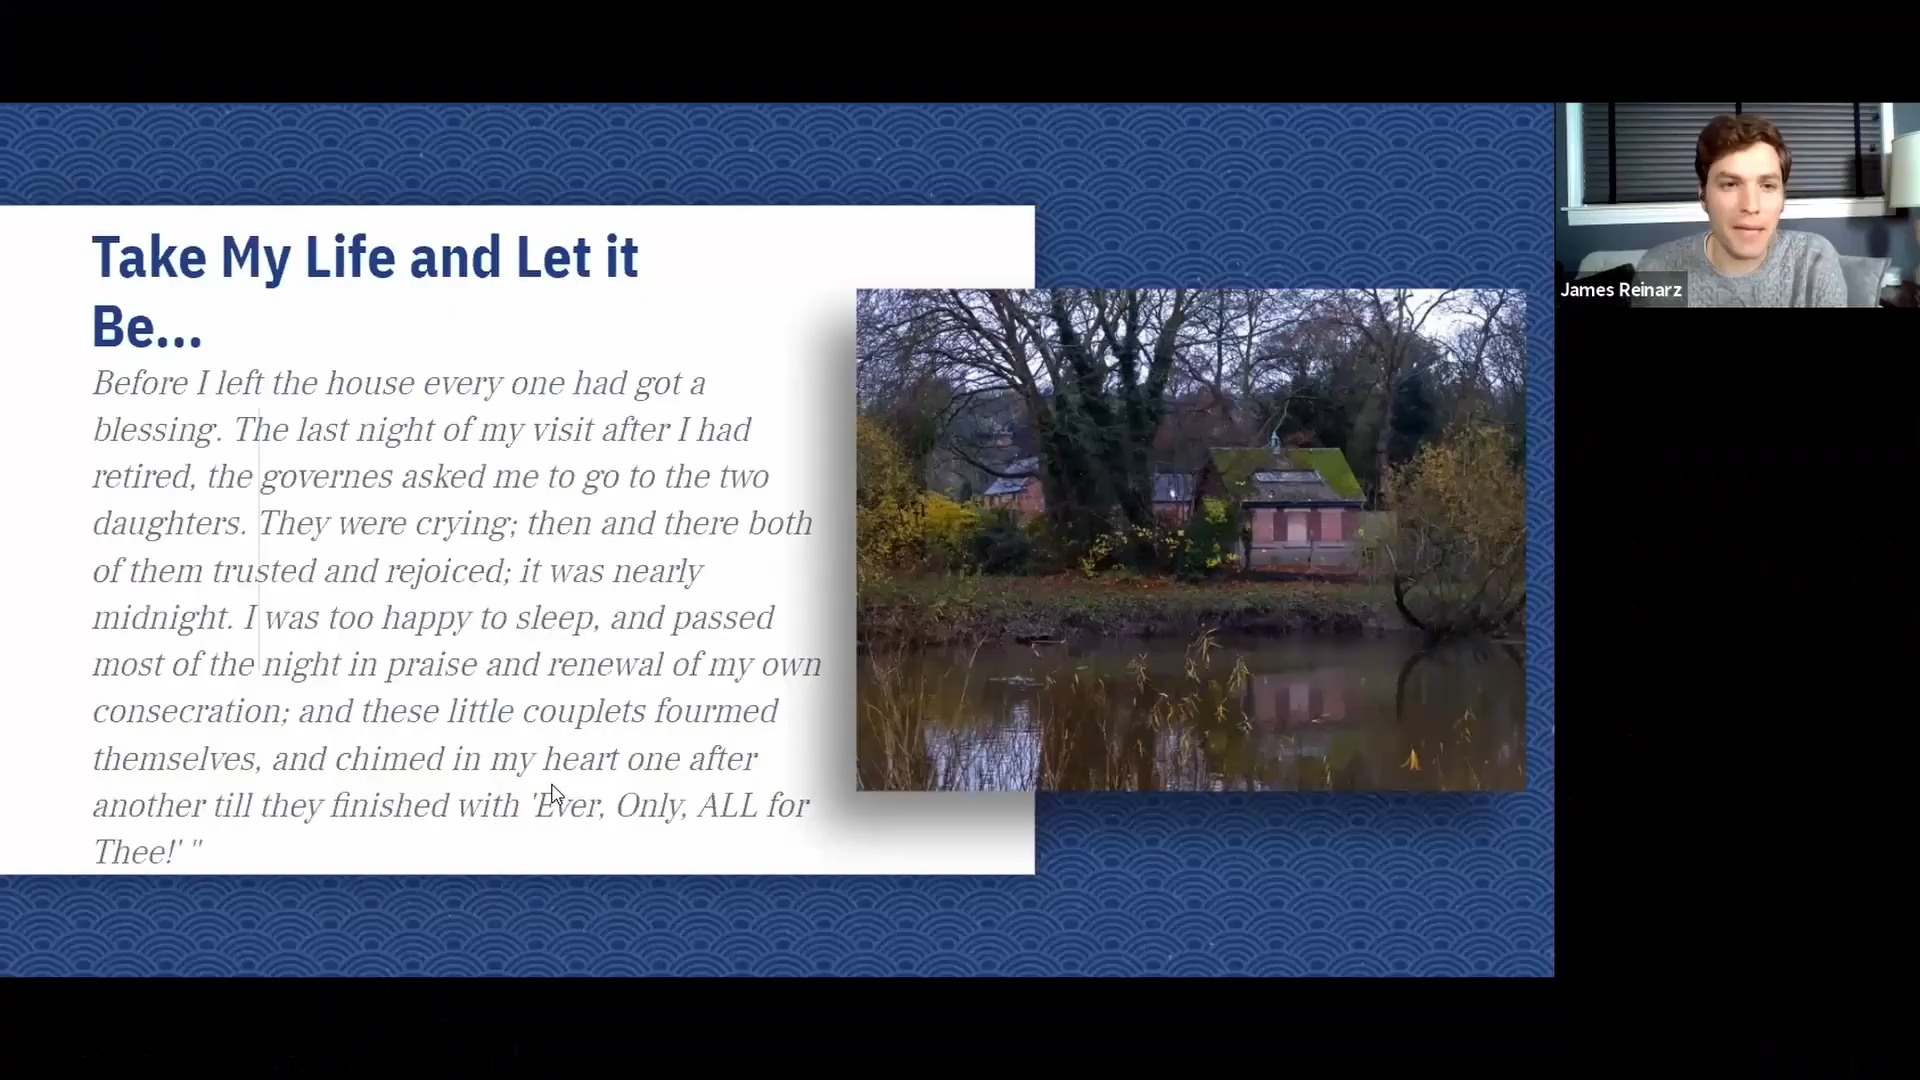 Take My Life and Let it
Be...
Before I left the house every one had got a
blessing. The last night of my visit after I had
retired, the governes asked me to go to the two
daughters. They were crying; then and there both
of them trusted and rejoiced; it was nearly
midnight. I was too happy to sleep, and passed
most of the night in praise and renewal of my own
consecration; and these little couplets fourmed
themselves, and chimed in my heart one after
another till they finished with 'Ever, Only, ALL for
Thee!' "
James Reinarz